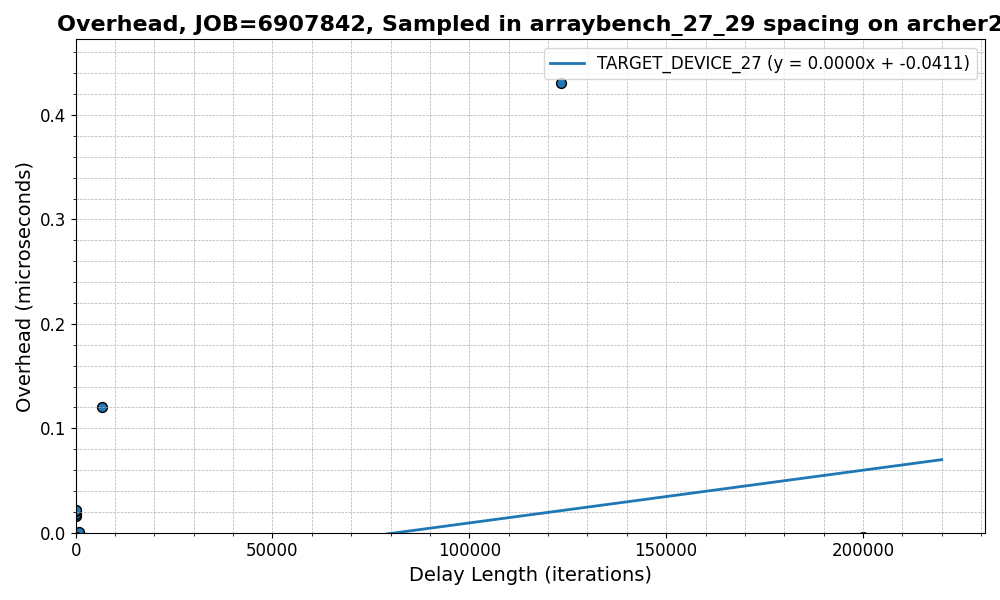 Overhead, JOB=6907842, Sampled in arraybench_27_29 spacing on archer2
TARGET_DEVICE_27 (y = 0.0000x + -0.0411)
Overhead (microseconds)
0.4
0.3
0.2
0.1
0.0
0 50000 100000 150000 200000
Delay Length (iterations)